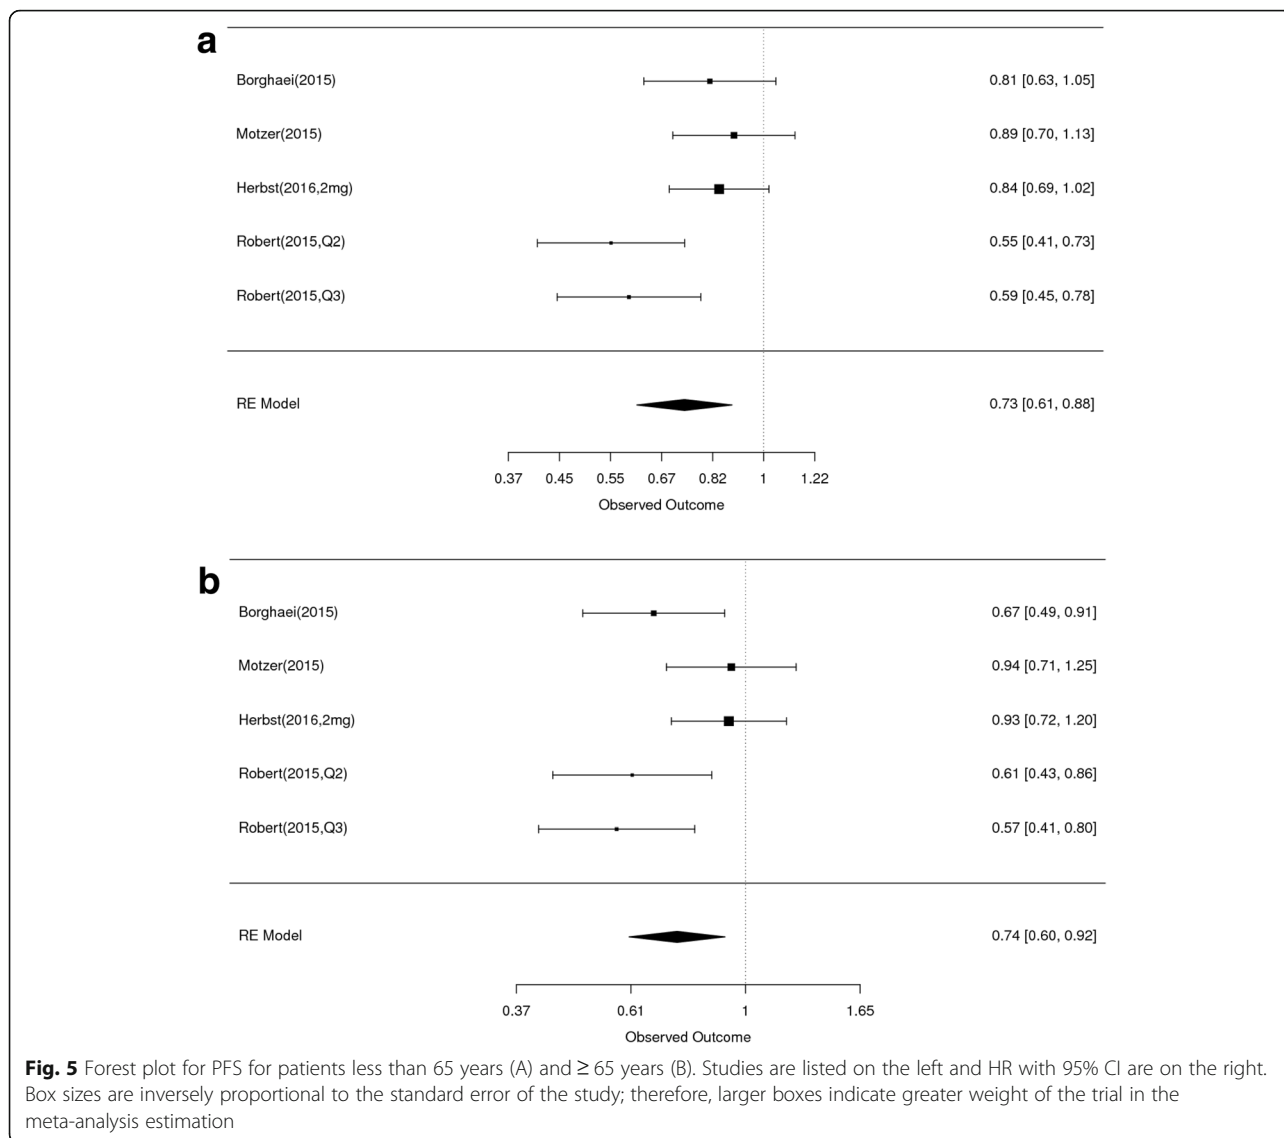 a
Borghaei(2015) 0.81 [0.63, 1.05]
Motzer(2015) 0.89 [0.70, 1.13]
Herbst(2016,2mg) 0.84 [0.69, 1.02]
Robert(2015,Q2) 0.55 [0.41, 0.73]
Robert(2015,Q3) 0.59 [0.45, 0.78]
RE Model 0.73 [0.61, 0.88]
0.37 0.45 0.55 0.67 0.82 1 1.22
Observed Outcome
b
Borghaei(2015) 0.67 [0.49, 0.91]
Motzer(2015) 0.94 [0.71, 1.25]
Herbst(2016,2mg) 0.93 [0.72, 1.20]
Robert(2015,Q2) 0.61 [0.43, 0.86]
Robert(2015,Q3) 0.57 [0.41, 0.80]
RE Model 0.74 [0.60, 0.92]
0.37 0.61 1 1.65
Observed Outcome
Fig. 5 Forest plot for PFS for patients less than 65 years (A) and ≥ 65 years (B). Studies are listed on the left and HR with 95% CI are on the right.
Box sizes are inversely proportional to the standard error of the study; therefore, larger boxes indicate greater weight of the trial in the
meta-analysis estimation